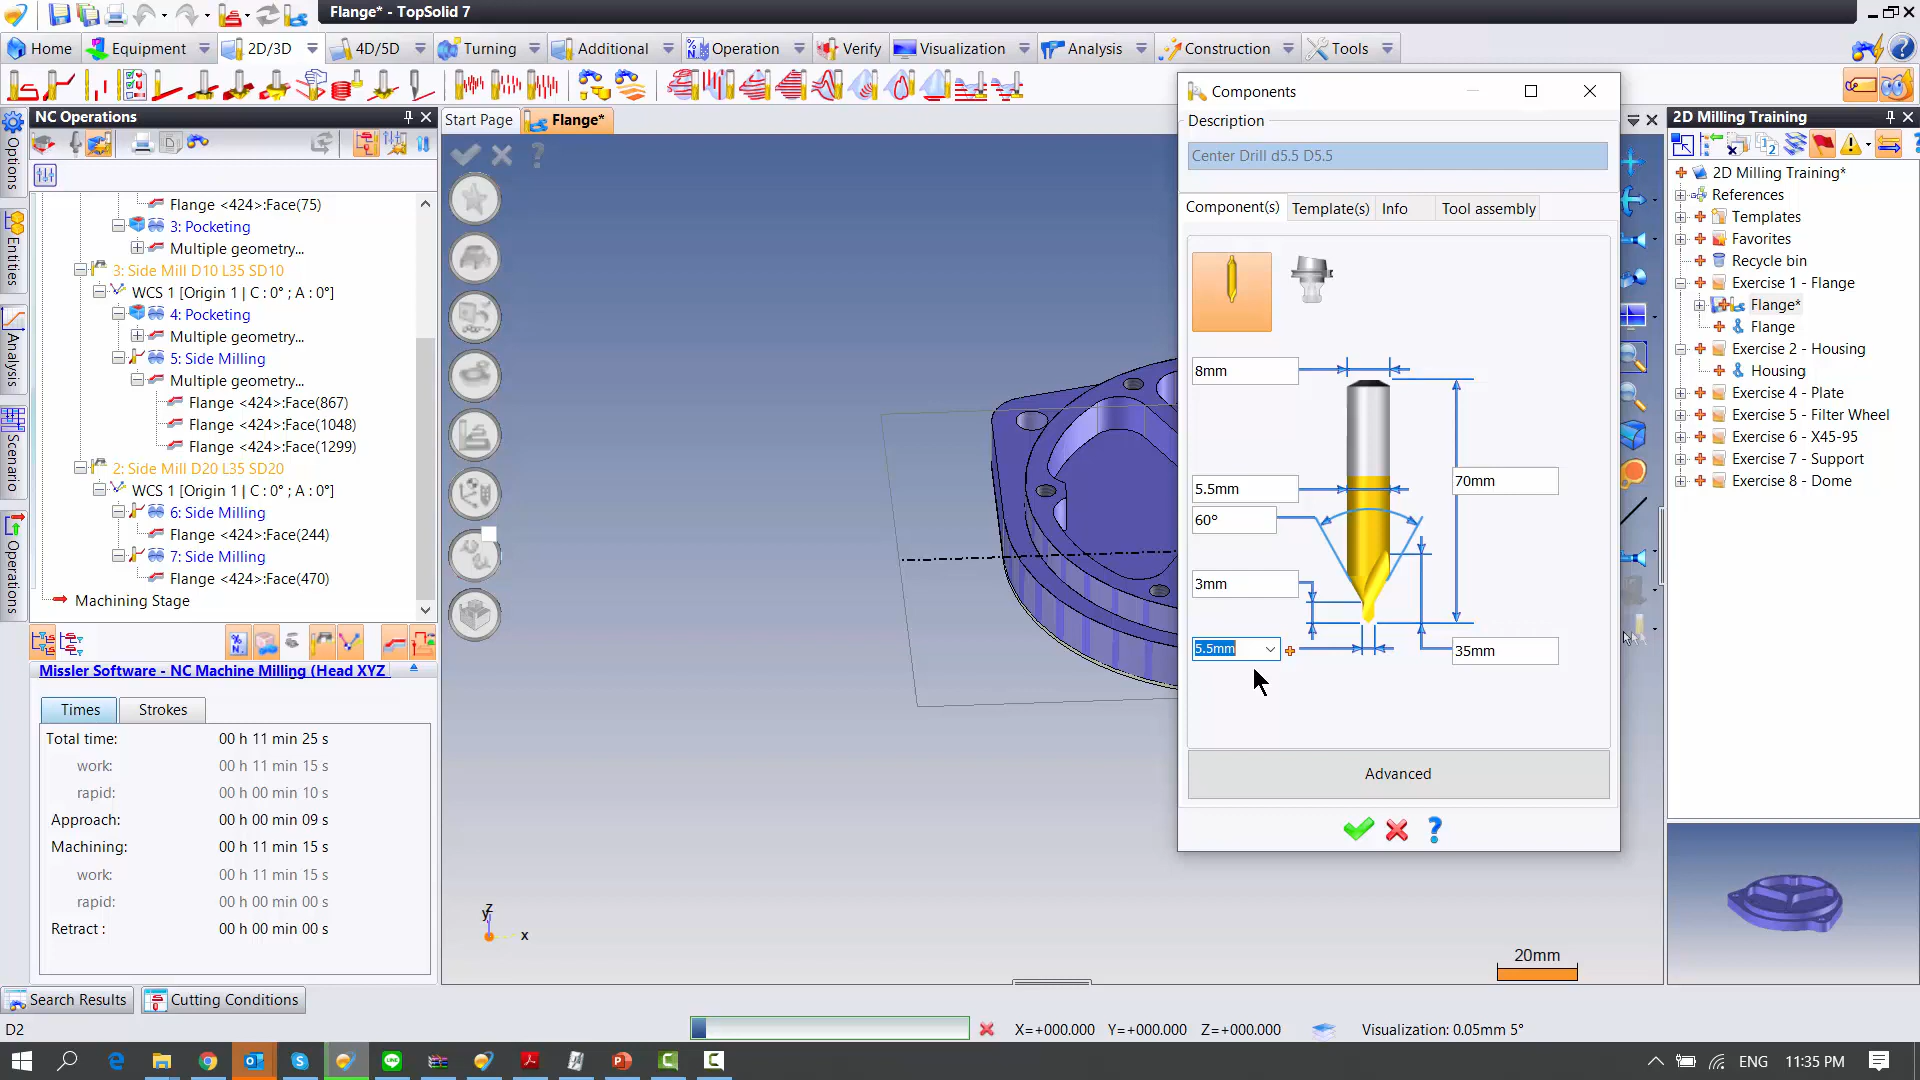 Flange* - TopSolid 7
Home
Equipment
2D/3D
4D/5D
Turning
Additional
Operation
Verify
Visualization
Analysis
Construction
Tools
NC Operations
Start Page
Flange*
Options
Entities
Analysis
Scenario
Operations
Flange <424>:Face(75)
3: Pocketing
Multiple geometry...
3: Side Mill D10 L35 SD10
WCS 1 [Origin 1 | C : 0° ; A : 0°]
4: Pocketing
Multiple geometry...
5: Side Milling
Multiple geometry...
Flange <424>:Face(867)
Flange <424>:Face(1048)
Flange <424>:Face(1299)
2: Side Mill D20 L35 SD20
WCS 1 [Origin 1 | C : 0° ; A : 0°]
6: Side Milling
Flange <424>:Face(244)
7: Side Milling
Flange <424>:Face(470)
Machining Stage
Missler Software - NC Machine Milling (Head XYZ
Times
Strokes
Total time: 00 h 11 min 25 s
work: 00 h 11 min 15 s
rapid: 00 h 00 min 10 s
Approach: 00 h 00 min 09 s
Machining: 00 h 11 min 15 s
work: 00 h 11 min 15 s
rapid: 00 h 00 min 00 s
Retract : 00 h 00 min 00 s
Search Results
Cutting Conditions
D2
Z
y
x
20mm
X=+000.000 Y=+000.000 Z=+000.000
Visualization: 0.05mm 5°
Components
Description
Center Drill d5.5 D5.5
Component(s)
Template(s)
Info
Tool assembly
8mm
5.5mm
60°
3mm
5.5mm
70mm
35mm
Advanced
2D Milling Training
2D Milling Training*
References
Templates
Favorites
Recycle bin
Exercise 1 - Flange
Flange*
Flange
Exercise 2 - Housing
Housing
Exercise 4 - Plate
Exercise 5 - Filter Wheel
Exercise 6 - X45-95
Exercise 7 - Support
Exercise 8 - Dome
ENG
11:35 PM